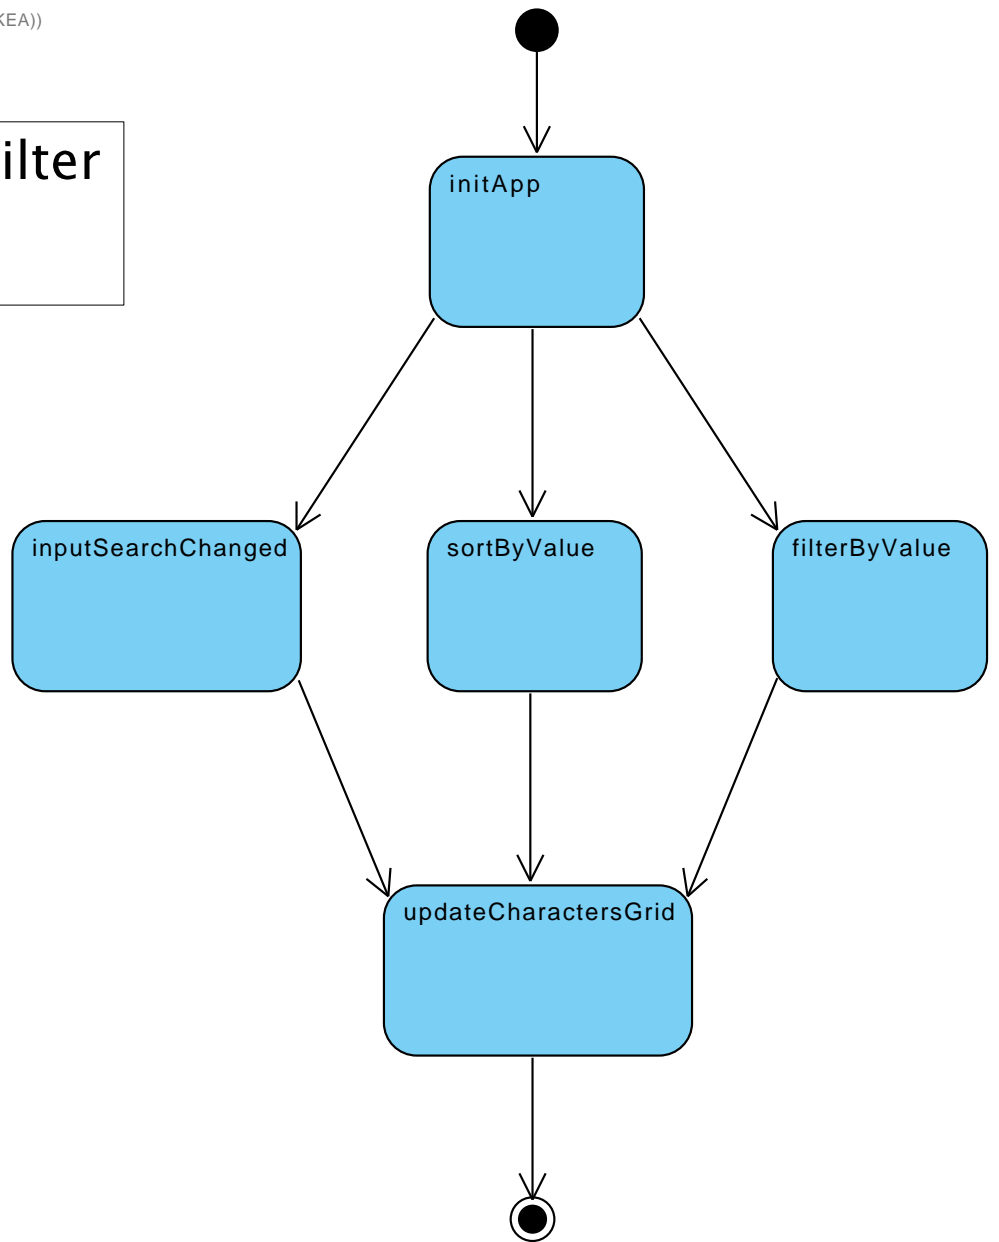 KEA))
ilter
initApp
inputSearchChanged
sortByValue
filterByValue
updateCharactersGrid